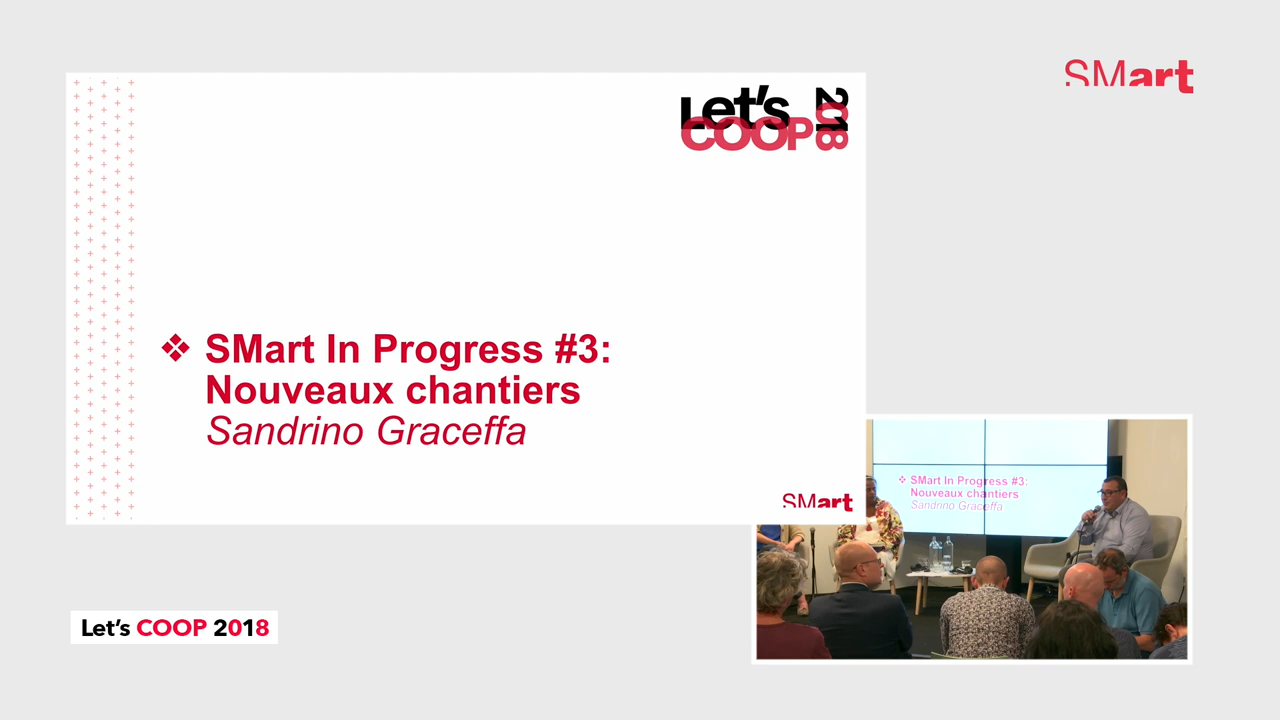 SMart
Let's
COOP
2018
❖ SMart In Progress #3:
Nouveaux chantiers
Sandrino Graceffa
SMart
❖ SMart In Progress #3:
Nouveaux chantiers
Sandrino Graceffa
Let's COOP 2018